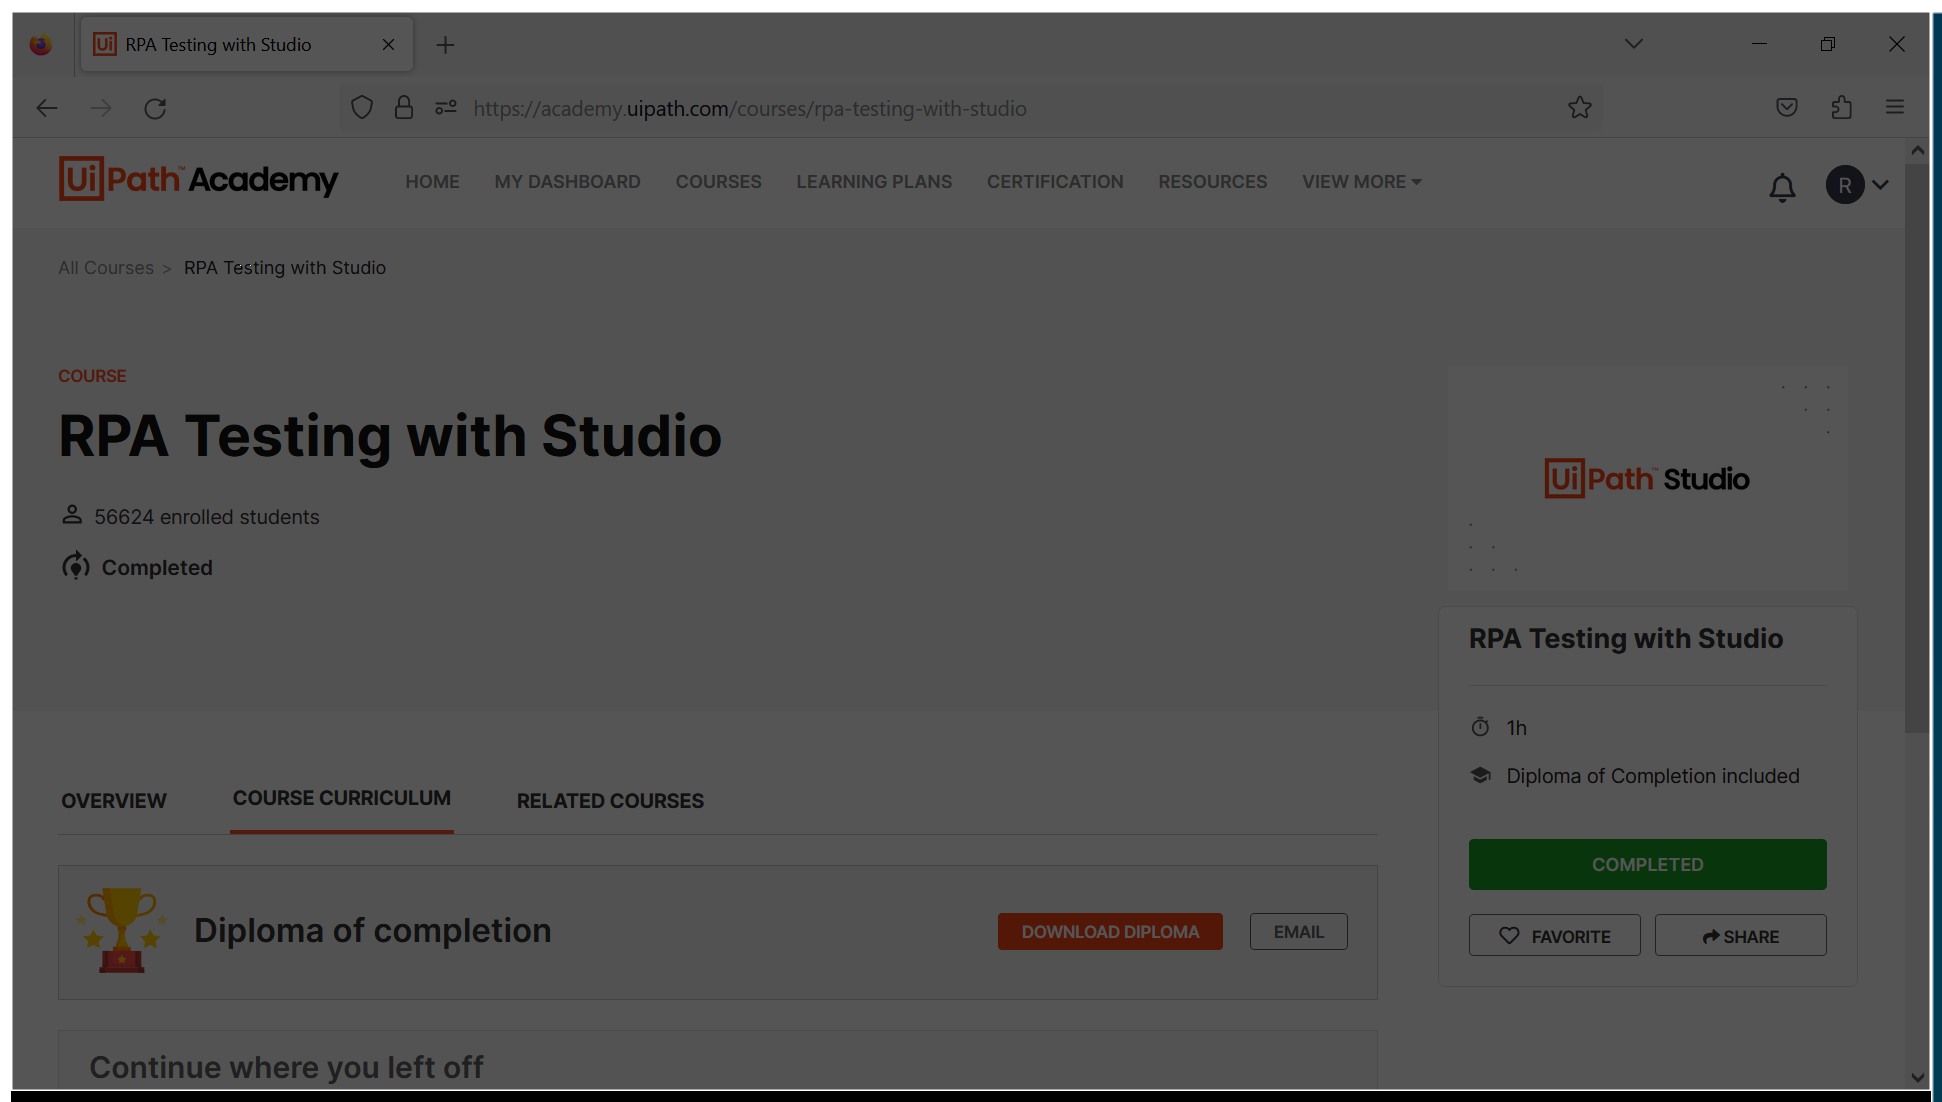 RPA Testing with Studio
https://academy.uipath.com/courses/rpa-testing-with-studio
UiPath™ Academy HOME MY DASHBOARD COURSES LEARNING PLANS CERTIFICATION RESOURCES VIEW MORE R
All Courses > RPA Testing with Studio
COURSE
RPA Testing with Studio
56624 enrolled students
Completed
UiPath™ Studio
RPA Testing with Studio
1h
Diploma of Completion included
COMPLETED
FAVORITE SHARE
OVERVIEW COURSE CURRICULUM RELATED COURSES
Diploma of completion DOWNLOAD DIPLOMA EMAIL
Continue where you left off